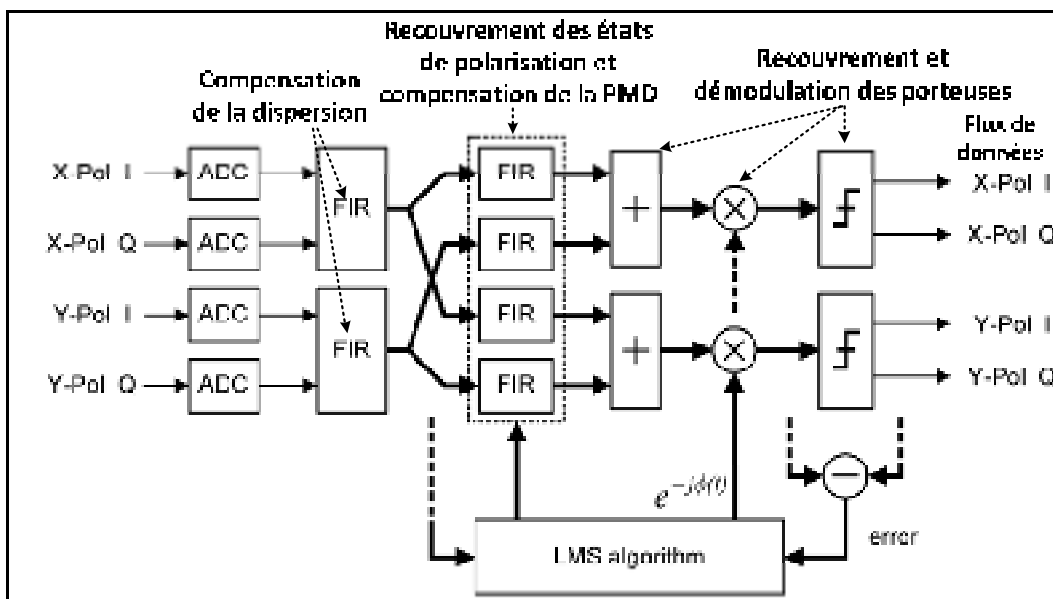 Recouvrement des états
de polarisation et
compensation de la PMD
Compensation
de la dispersion
Recouvrement et
démodulation des porteuses
Flux de
données
X-Pol I
ADC
FIR
FIR
+
×
X-Pol I
X-Pol Q
ADC
FIR
X-Pol Q
Y-Pol I
ADC
FIR
FIR
+
×
Y-Pol I
Y-Pol Q
ADC
FIR
Y-Pol Q
e^{-jϕ(t)}
−
error
LMS algorithm